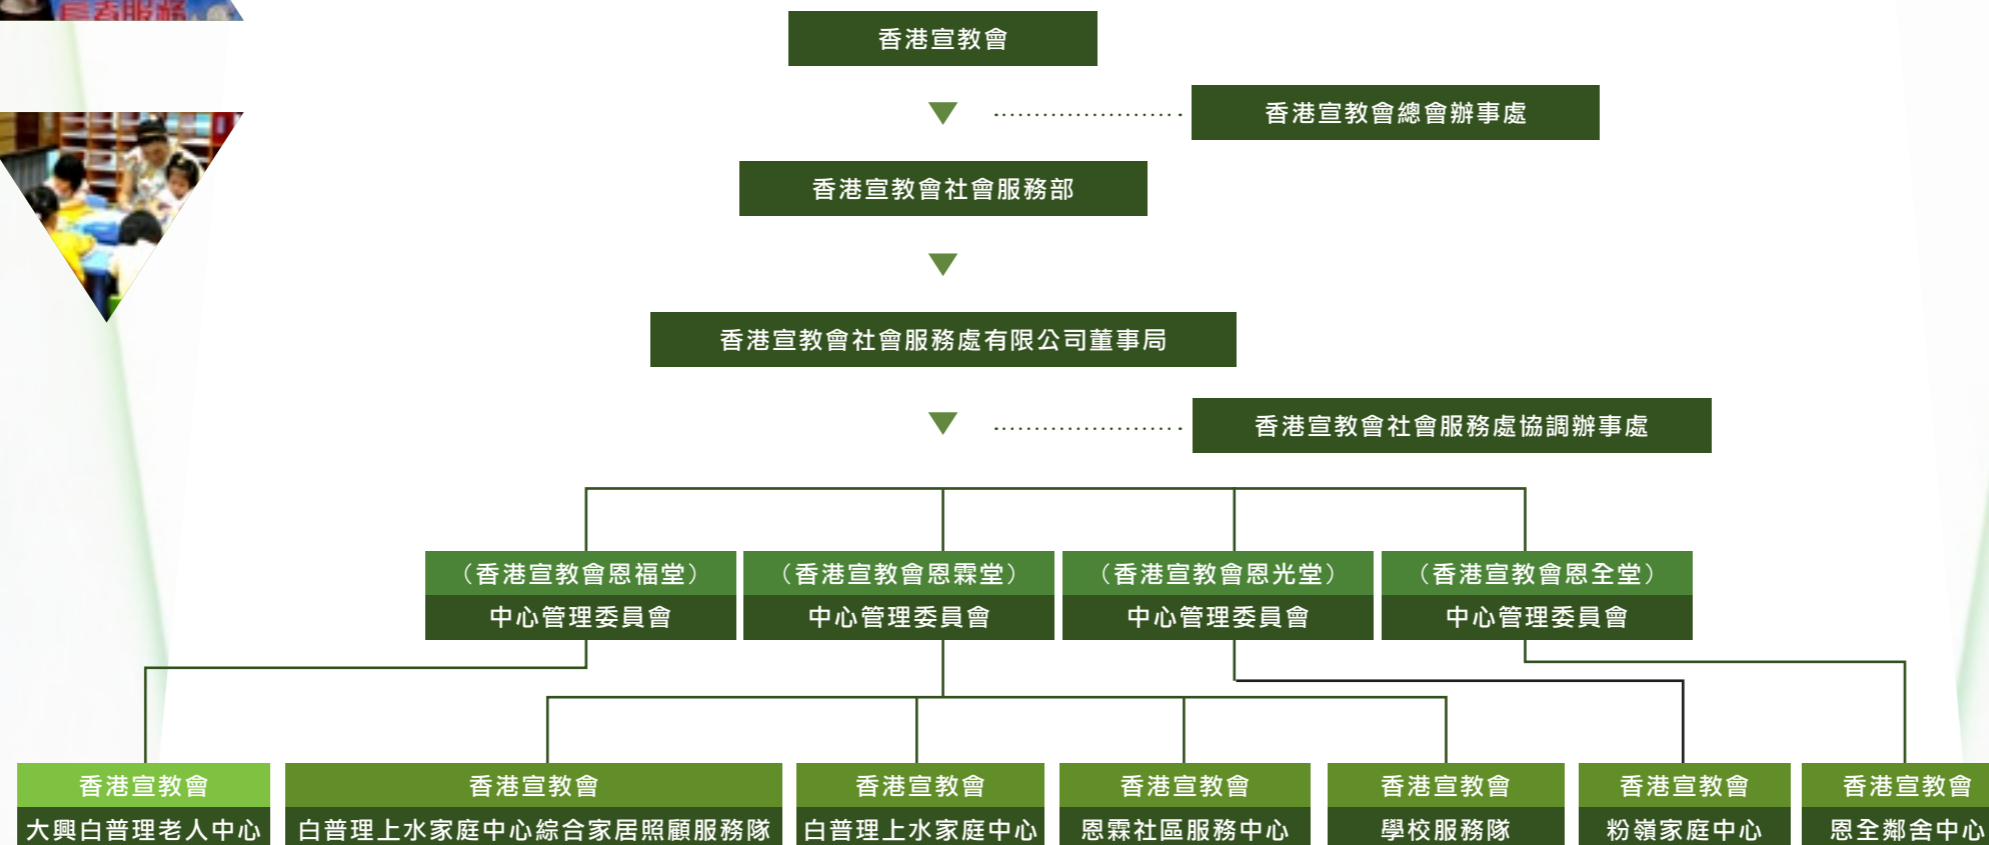 長者服務
香港宣教會
香港宣教會總會辦事處
香港宣教會社會服務部
香港宣教會社會服務處有限公司董事局
香港宣教會社會服務處協調辦事處
（香港宣教會恩福堂）
中心管理委員會
（香港宣教會恩霖堂）
中心管理委員會
（香港宣教會恩光堂）
中心管理委員會
（香港宣教會恩全堂）
中心管理委員會
香港宣教會
大興白普理老人中心
香港宣教會
白普理上水家庭中心綜合家居照顧服務隊
香港宣教會
白普理上水家庭中心
香港宣教會
恩霖社區服務中心
香港宣教會
學校服務隊
香港宣教會
粉嶺家庭中心
香港宣教會
恩全鄰舍中心